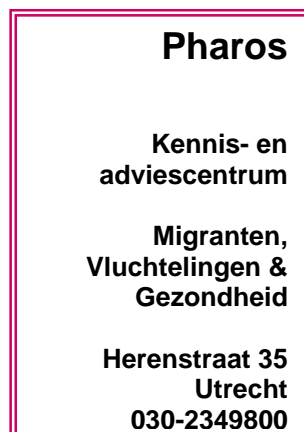 Pharos
Kennis- en
adviescentrum
Migranten,
Vluchtelingen &
Gezondheid
Herenstraat 35
Utrecht
030-2349800